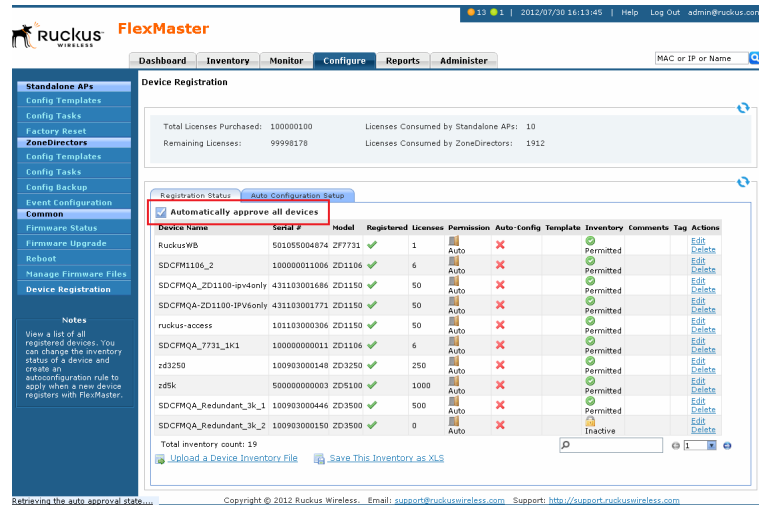 13 1 | 2012/07/30 16:13:45 | Help Log Out admin@ruckus.com
Ruckus WIRELESS FlexMaster
Dashboard Inventory Monitor Configure Reports Administer MAC or IP or Name
Standalone APs
Config Templates
Config Tasks
Factory Reset
ZoneDirectors
Config Templates
Config Tasks
Config Backup
Event Configuration
Common
Firmware Status
Firmware Upgrade
Reboot
Manage Firmware Files
Device Registration
Notes
View a list of all
registered devices. You
can change the inventory
status of a device and
create an
autoconfiguration rule to
apply when a new device
registers with FlexMaster.
Device Registration
Total Licenses Purchased: 100000100 Licenses Consumed by Standalone APs: 10
Remaining Licenses: 99998178 Licenses Consumed by ZoneDirectors: 1912
Registration Status Auto Configuration Setup
Automatically approve all devices
Device Name Serial # Model Registered Licenses Permission Auto-Config Template Inventory Comments Tag Actions
RuckusWB 501055004874 ZF7731 1 Auto Permitted Edit Delete
SDCFM1106_2 100000011006 ZD1106 6 Auto Permitted Edit Delete
SDCFMQA_ZD1100-ipv4only 431103001686 ZD1150 50 Auto Permitted Edit Delete
SDCFMQA-ZD1100-IPV6only 431103001771 ZD1150 50 Auto Permitted Edit Delete
ruckus-access 101103000306 ZD1150 50 Auto Permitted Edit Delete
SDCFMQA_7731_1K1 100000000011 ZD1106 6 Auto Permitted Edit Delete
zd3250 100903000148 ZD3250 250 Auto Permitted Edit Delete
zd5k 500000000003 ZD5100 1000 Auto Permitted Edit Delete
SDCFMQA_Redundant_3k_1 100903000446 ZD3500 500 Auto Permitted Edit Delete
SDCFMQA_Redundant_3k_2 100903000150 ZD3500 0 Auto Inactive Edit Delete
Total inventory count: 19 1
Upload a Device Inventory File Save This Inventory as XLS
Retrieving the auto approval state.... Copyright © 2012 Ruckus Wireless. Email: support@ruckuswireless.com Support: http://support.ruckuswireless.com